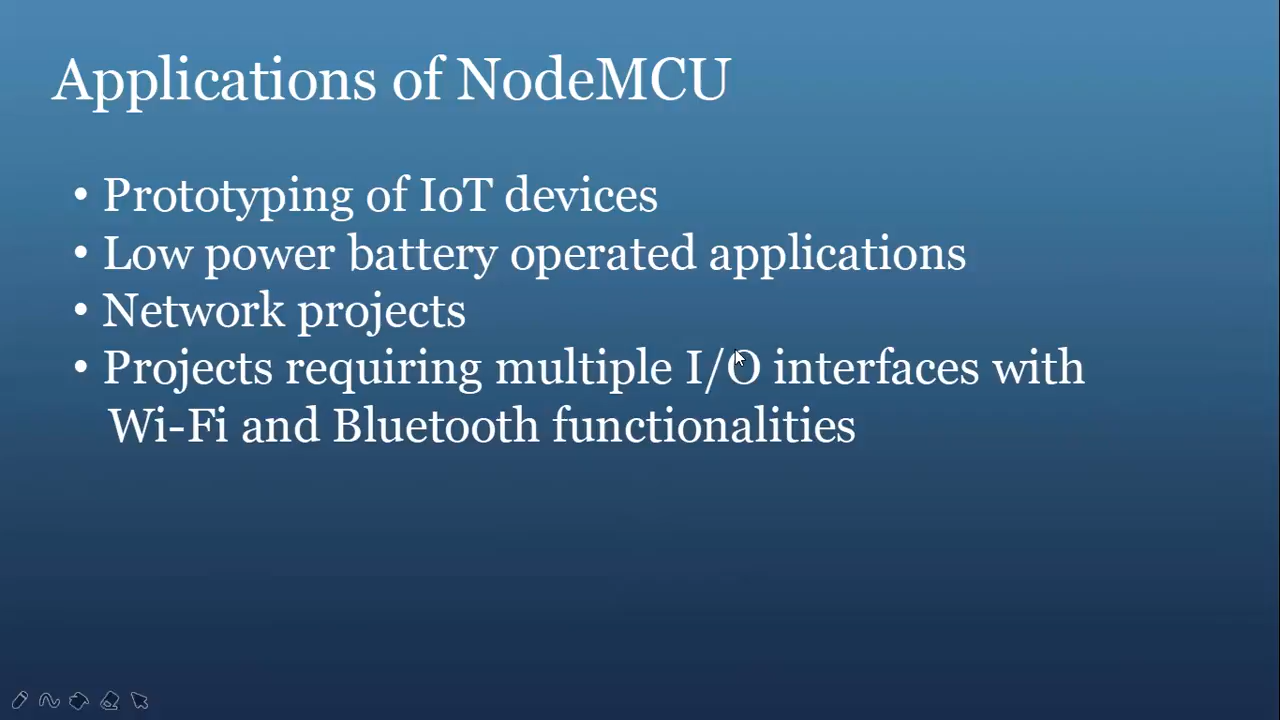 Applications of NodeMCU
• Prototyping of IoT devices
• Low power battery operated applications
• Network projects
• Projects requiring multiple I/O interfaces with
Wi-Fi and Bluetooth functionalities